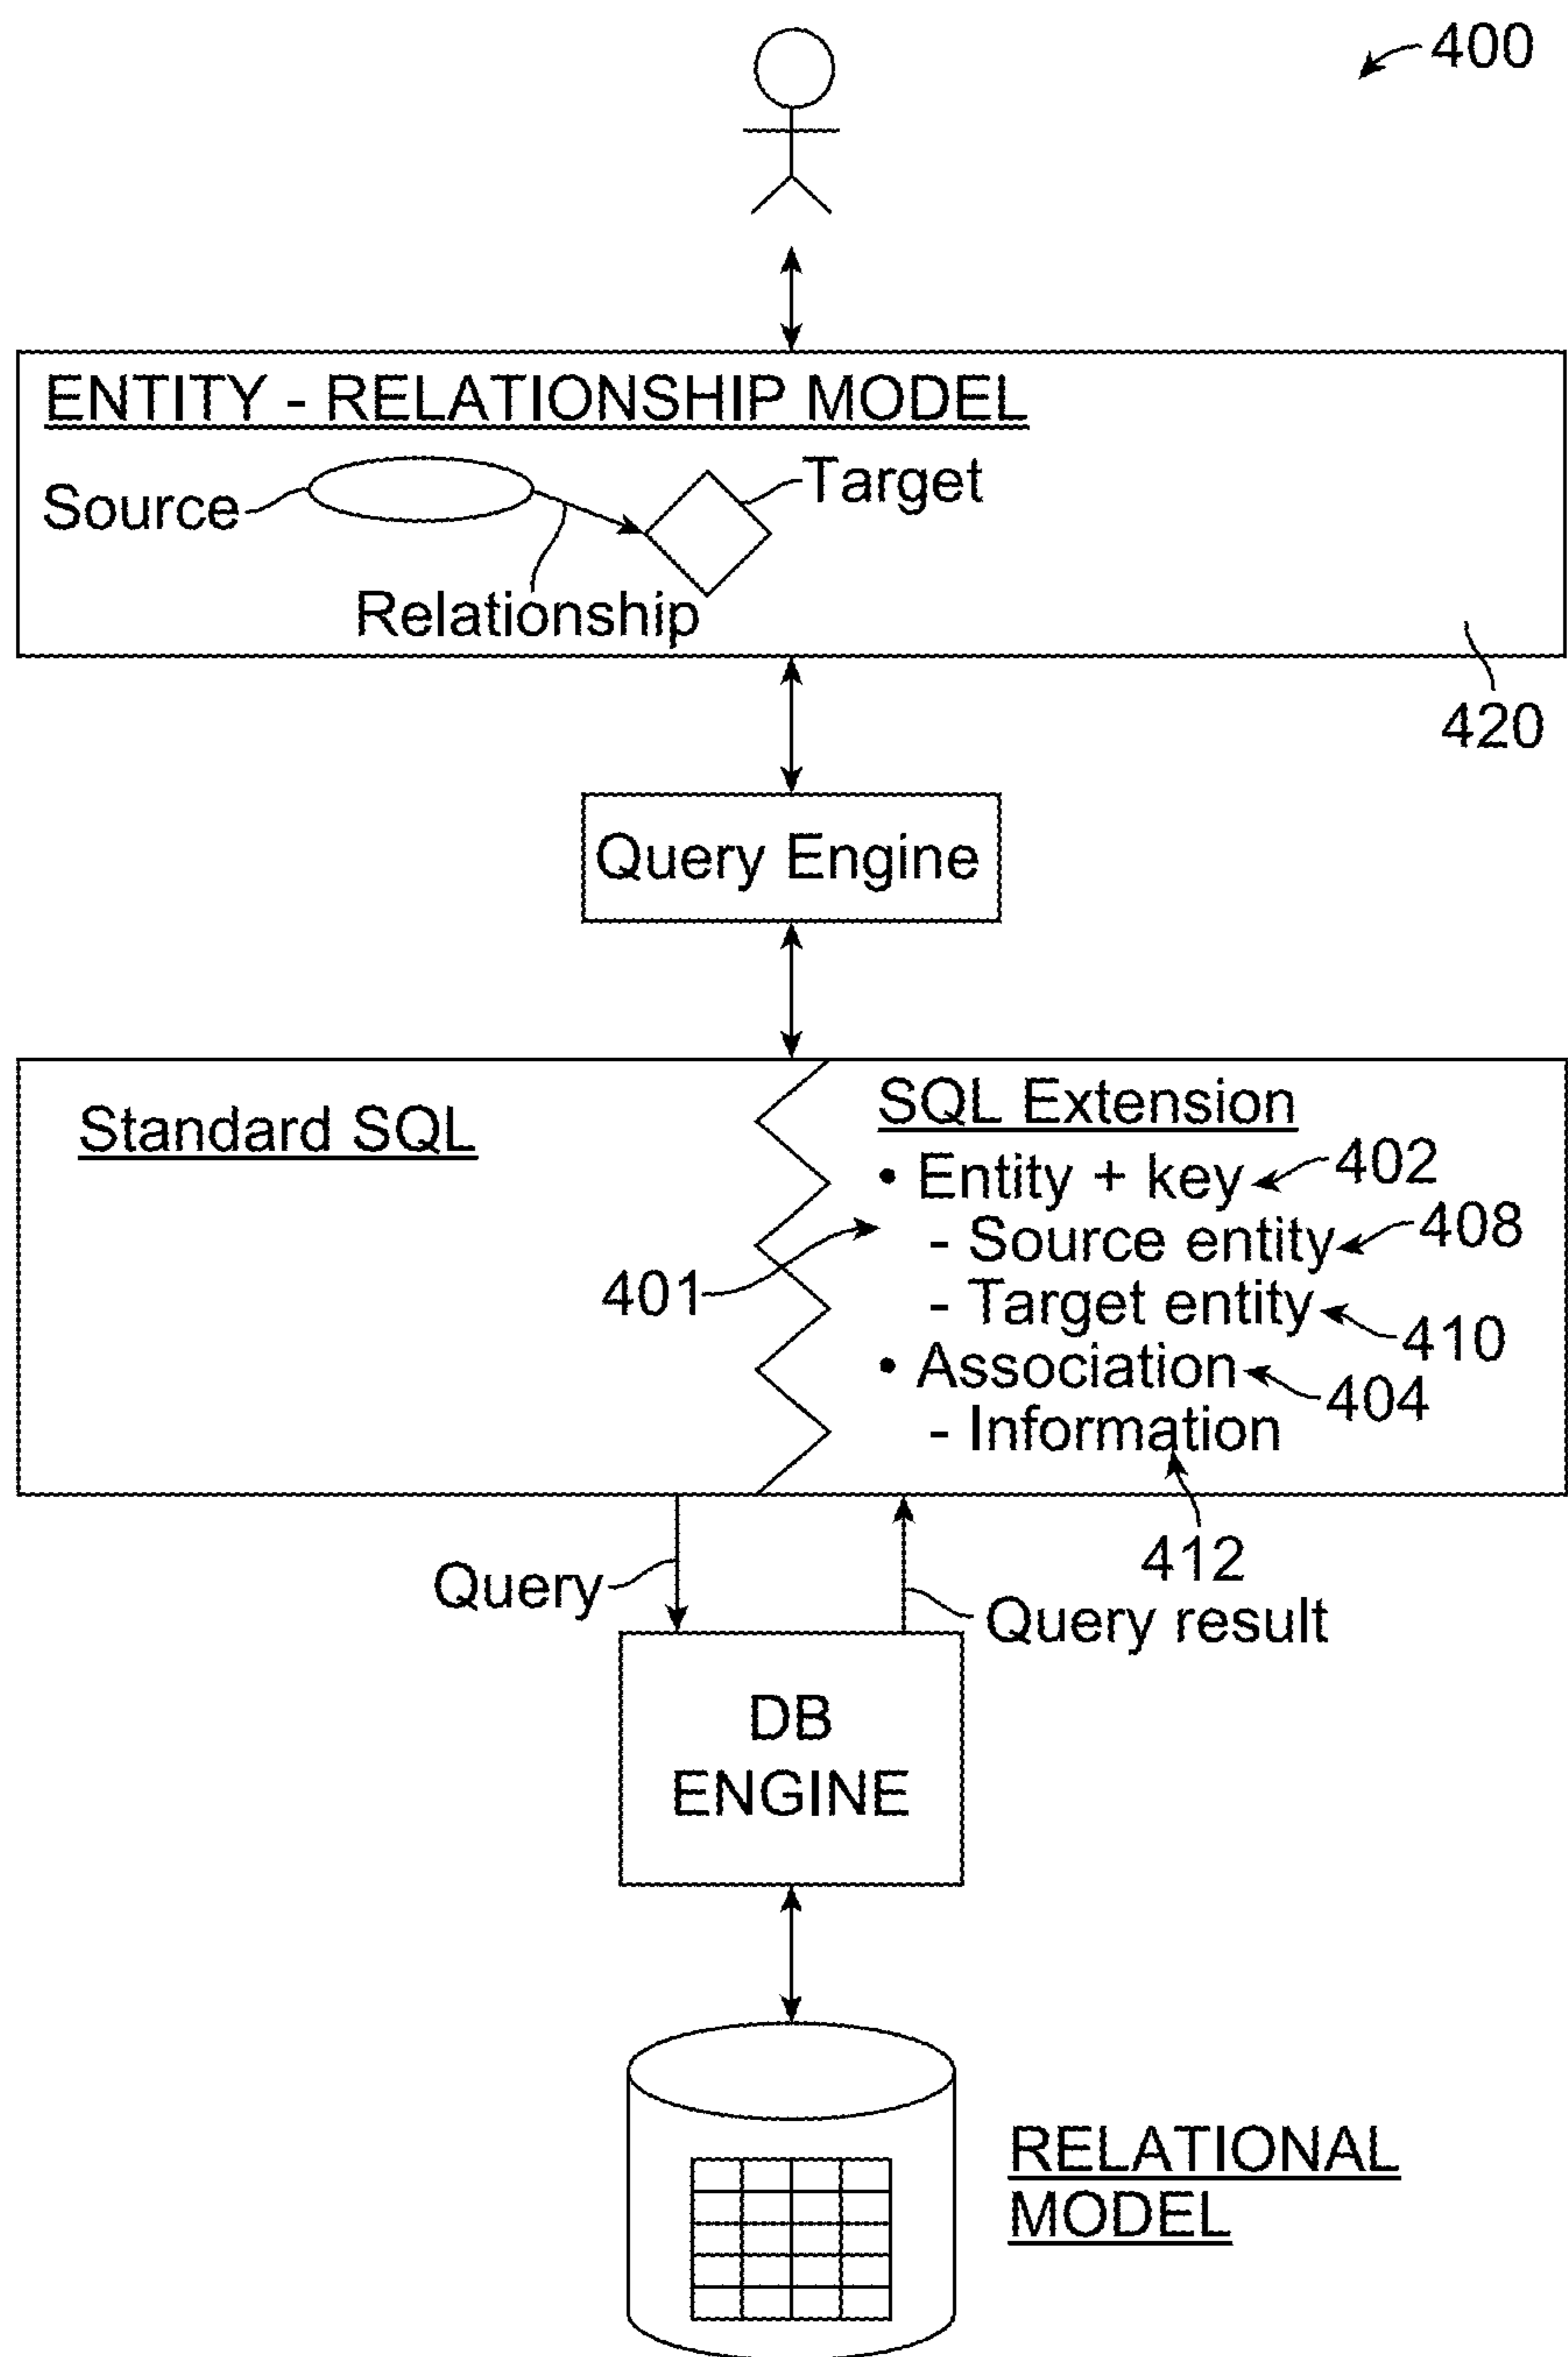 400
ENTITY - RELATIONSHIP MODEL
Source
Target
Relationship
420
Query Engine
Standard SQL
SQL Extension
• Entity + key
402
- Source entity
408
401
- Target entity
410
• Association
404
- Information
412
Query
Query result
DB
ENGINE
RELATIONAL
MODEL